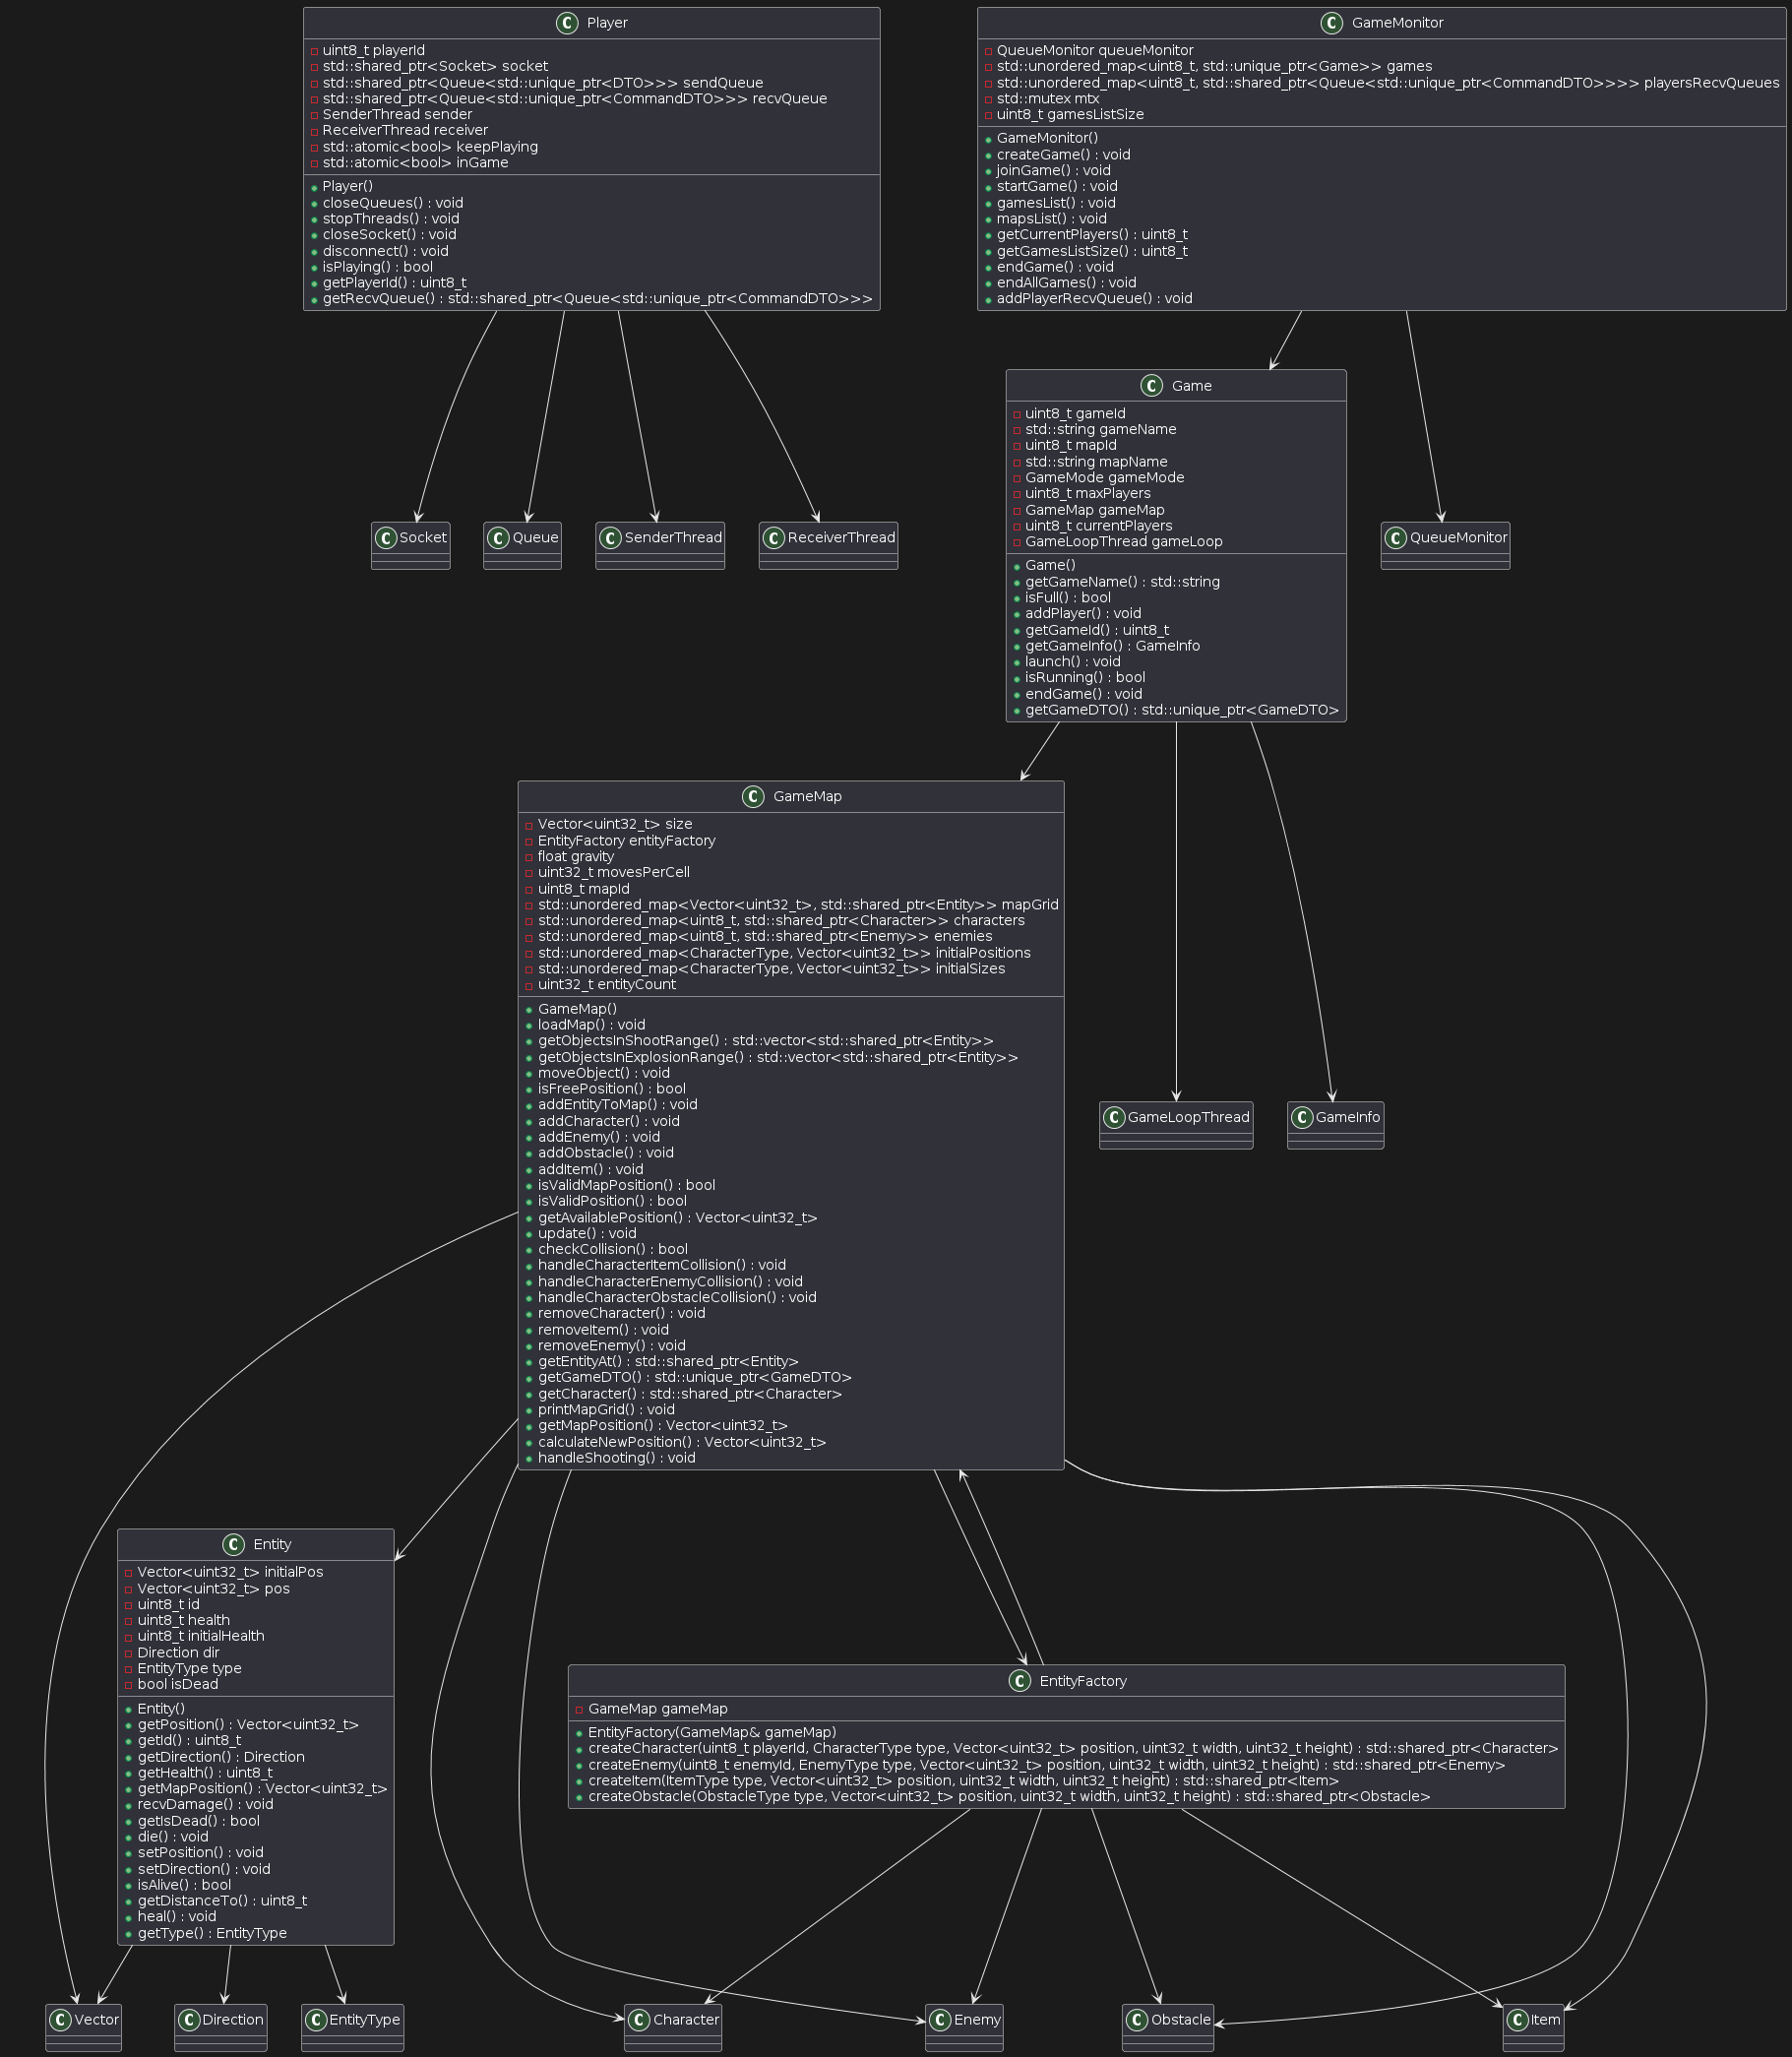 Player
uint8_t playerId
std::shared_ptr<Socket> socket
std::shared_ptr<Queue<std::unique_ptr<DTO>>> sendQueue
std::shared_ptr<Queue<std::unique_ptr<CommandDTO>>> recvQueue
SenderThread sender
ReceiverThread receiver
std::atomic<bool> keepPlaying
std::atomic<bool> inGame
Player()
closeQueues() : void
stopThreads() : void
closeSocket() : void
disconnect() : void
isPlaying() : bool
getPlayerId() : uint8_t
getRecvQueue() : std::shared_ptr<Queue<std::unique_ptr<CommandDTO>>>
GameMonitor
QueueMonitor queueMonitor
std::unordered_map<uint8_t, std::unique_ptr<Game>> games
std::unordered_map<uint8_t, std::shared_ptr<Queue<std::unique_ptr<CommandDTO>>>> playersRecvQueues
std::mutex mtx
uint8_t gamesListSize
GameMonitor()
createGame() : void
joinGame() : void
startGame() : void
gamesList() : void
mapsList() : void
getCurrentPlayers() : uint8_t
getGamesListSize() : uint8_t
endGame() : void
endAllGames() : void
addPlayerRecvQueue() : void
Game
uint8_t gameId
std::string gameName
uint8_t mapId
std::string mapName
GameMode gameMode
uint8_t maxPlayers
GameMap gameMap
uint8_t currentPlayers
GameLoopThread gameLoop
Game()
getGameName() : std::string
isFull() : bool
addPlayer() : void
getGameId() : uint8_t
getGameInfo() : GameInfo
launch() : void
isRunning() : bool
endGame() : void
getGameDTO() : std::unique_ptr<GameDTO>
Socket
Queue
SenderThread
ReceiverThread
QueueMonitor
GameMap
Vector<uint32_t> size
EntityFactory entityFactory
float gravity
uint32_t movesPerCell
uint8_t mapId
std::unordered_map<Vector<uint32_t>, std::shared_ptr<Entity>> mapGrid
std::unordered_map<uint8_t, std::shared_ptr<Character>> characters
std::unordered_map<uint8_t, std::shared_ptr<Enemy>> enemies
std::unordered_map<CharacterType, Vector<uint32_t>> initialPositions
std::unordered_map<CharacterType, Vector<uint32_t>> initialSizes
uint32_t entityCount
GameMap()
loadMap() : void
getObjectsInShootRange() : std::vector<std::shared_ptr<Entity>>
getObjectsInExplosionRange() : std::vector<std::shared_ptr<Entity>>
moveObject() : void
isFreePosition() : bool
addEntityToMap() : void
addCharacter() : void
addEnemy() : void
addObstacle() : void
addItem() : void
isValidMapPosition() : bool
isValidPosition() : bool
getAvailablePosition() : Vector<uint32_t>
update() : void
checkCollision() : bool
handleCharacterItemCollision() : void
handleCharacterEnemyCollision() : void
handleCharacterObstacleCollision() : void
removeCharacter() : void
removeItem() : void
removeEnemy() : void
getEntityAt() : std::shared_ptr<Entity>
getGameDTO() : std::unique_ptr<GameDTO>
getCharacter() : std::shared_ptr<Character>
printMapGrid() : void
getMapPosition() : Vector<uint32_t>
calculateNewPosition() : Vector<uint32_t>
handleShooting() : void
GameLoopThread
GameInfo
Entity
Vector<uint32_t> initialPos
Vector<uint32_t> pos
uint8_t id
uint8_t health
uint8_t initialHealth
Direction dir
EntityType type
bool isDead
Entity()
getPosition() : Vector<uint32_t>
getId() : uint8_t
getDirection() : Direction
getHealth() : uint8_t
getMapPosition() : Vector<uint32_t>
recvDamage() : void
getIsDead() : bool
die() : void
setPosition() : void
setDirection() : void
isAlive() : bool
getDistanceTo() : uint8_t
heal() : void
getType() : EntityType
EntityFactory
GameMap gameMap
EntityFactory(GameMap& gameMap)
createCharacter(uint8_t playerId, CharacterType type, Vector<uint32_t> position, uint32_t width, uint32_t height) : std::shared_ptr<Character>
createEnemy(uint8_t enemyId, EnemyType type, Vector<uint32_t> position, uint32_t width, uint32_t height) : std::shared_ptr<Enemy>
createItem(ItemType type, Vector<uint32_t> position, uint32_t width, uint32_t height) : std::shared_ptr<Item>
createObstacle(ObstacleType type, Vector<uint32_t> position, uint32_t width, uint32_t height) : std::shared_ptr<Obstacle>
Vector
Direction
EntityType
Character
Enemy
Obstacle
Item